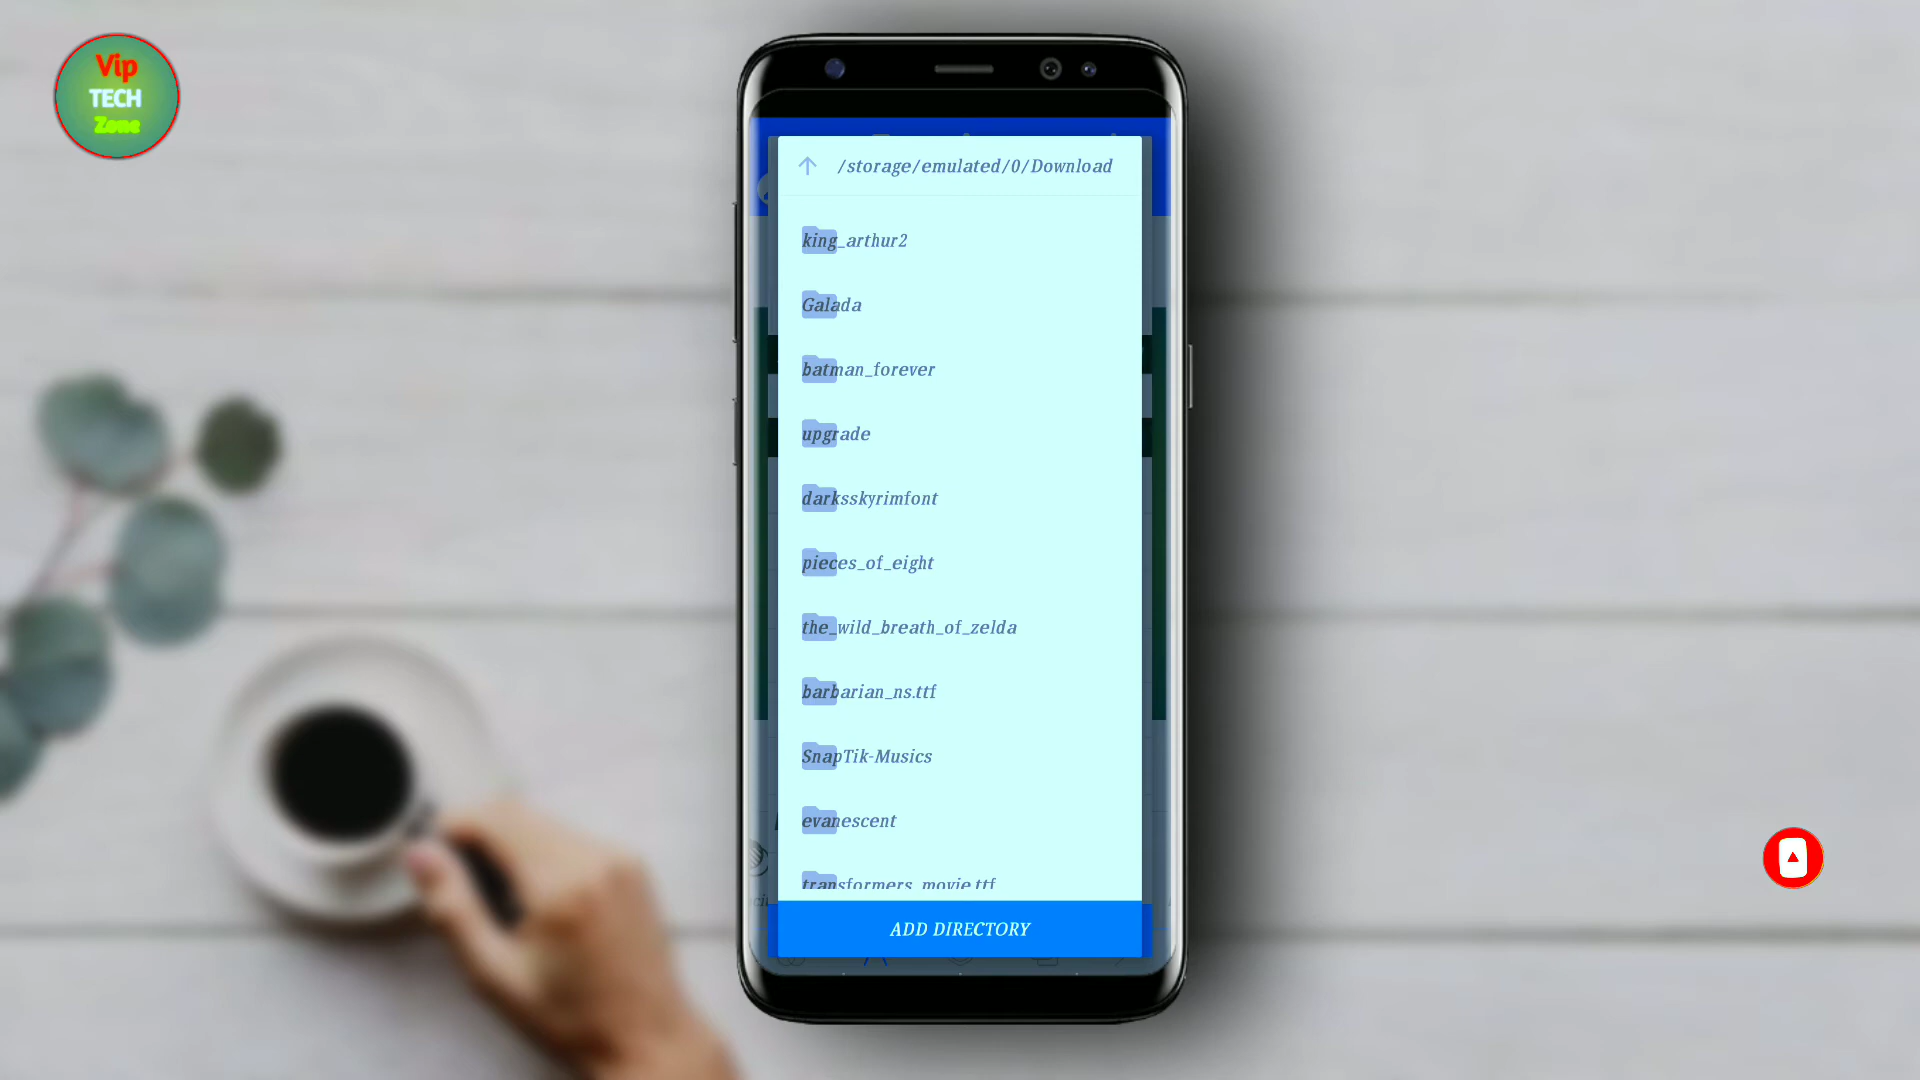 Vip
TECH
Zone
/storage/emulated/0/Download
king_arthur2
Galada
batman_forever
upgrade
darksskyrimfont
pieces_of_eight
the_wild_breath_of_zelda
barbarian_ns.ttf
SnapTik-Musics
evanescent
transformers_movie.ttf
ADD DIRECTORY